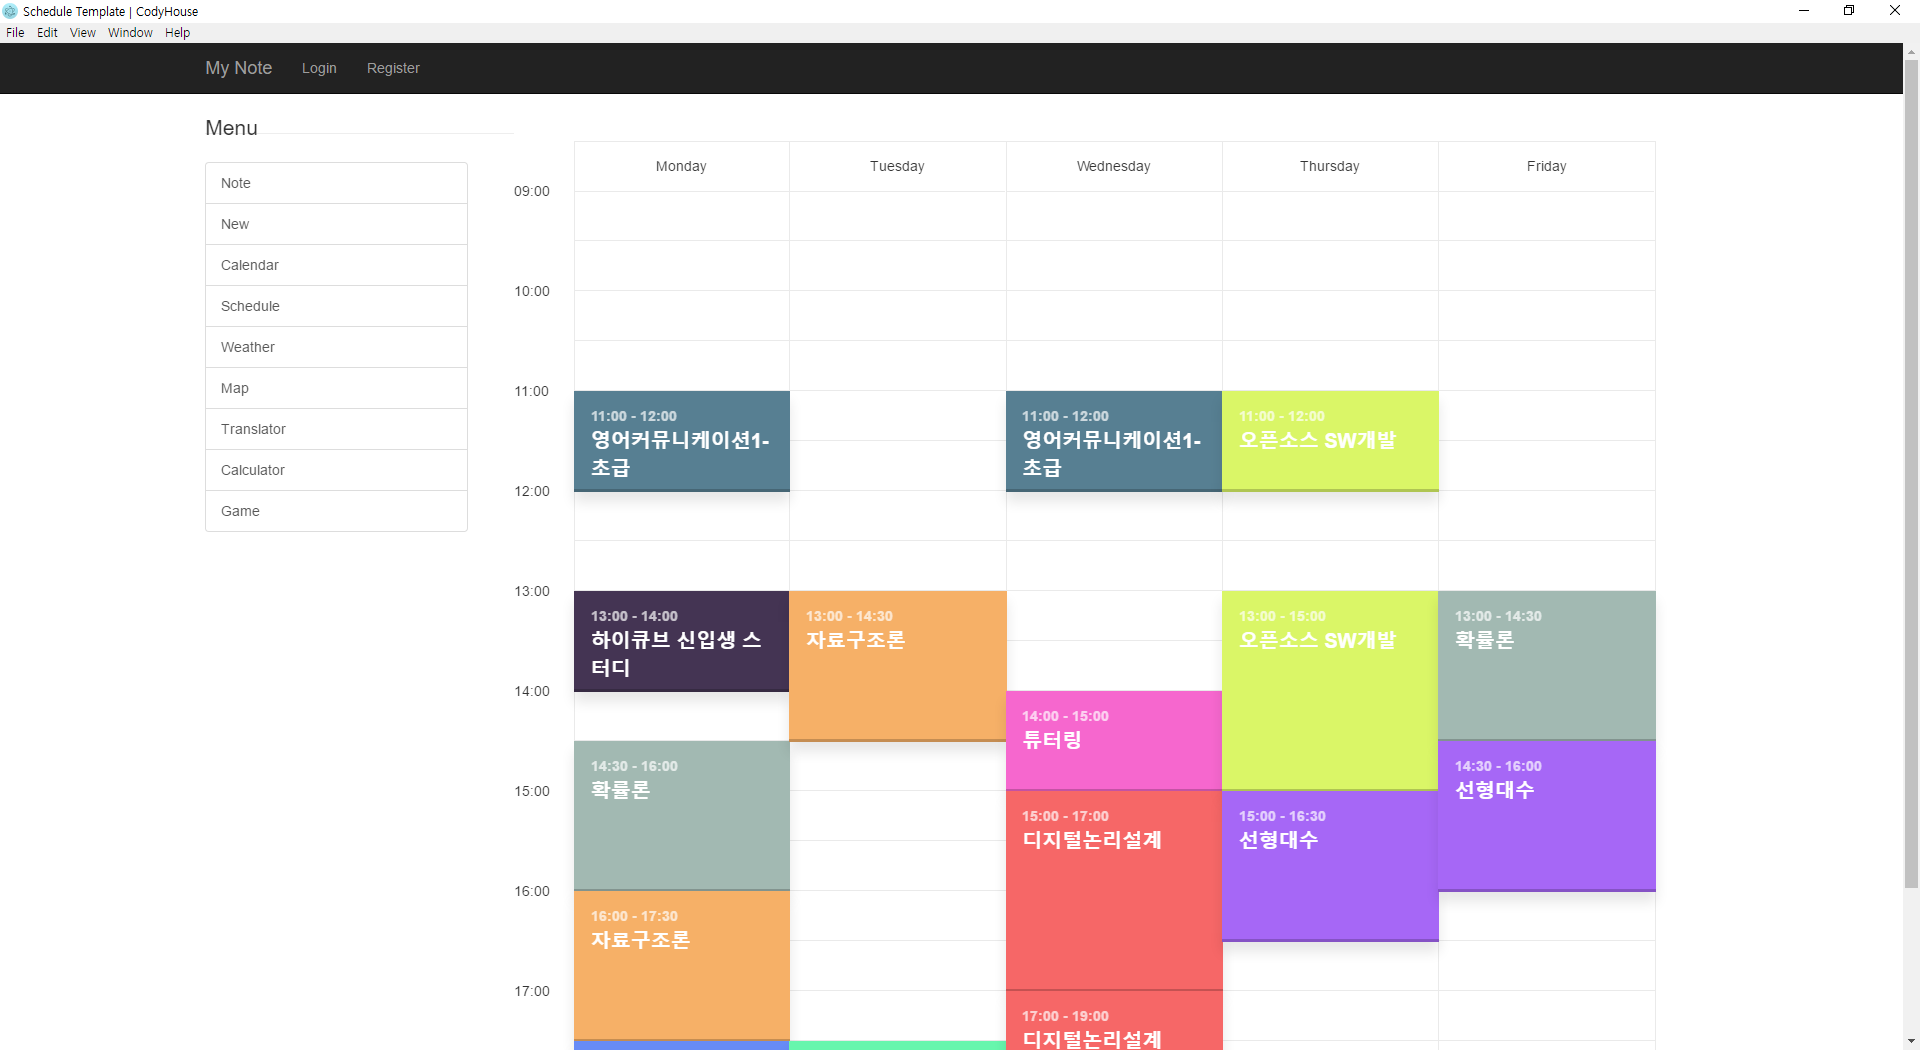 Schedule Template | CodyHouse
File Edit View Window Help
My Note Login Register
Menu
Note
New
Calendar
Schedule
Weather
Map
Translator
Calculator
Game
Monday Tuesday Wednesday Thursday Friday
09:00
10:00
11:00
12:00
13:00
14:00
15:00
16:00
17:00
11:00 - 12:00
영어커뮤니케이션1-
초급
13:00 - 14:00
하이큐브 신입생 스
터디
14:30 - 16:00
확률론
16:00 - 17:30
자료구조론
13:00 - 14:30
자료구조론
11:00 - 12:00
영어커뮤니케이션1-
초급
14:00 - 15:00
튜터링
15:00 - 17:00
디지털논리설계
17:00 - 19:00
디지털논리설계
11:00 - 12:00
오픈소스 SW개발
13:00 - 15:00
오픈소스 SW개발
15:00 - 16:30
선형대수
13:00 - 14:30
확률론
14:30 - 16:00
선형대수